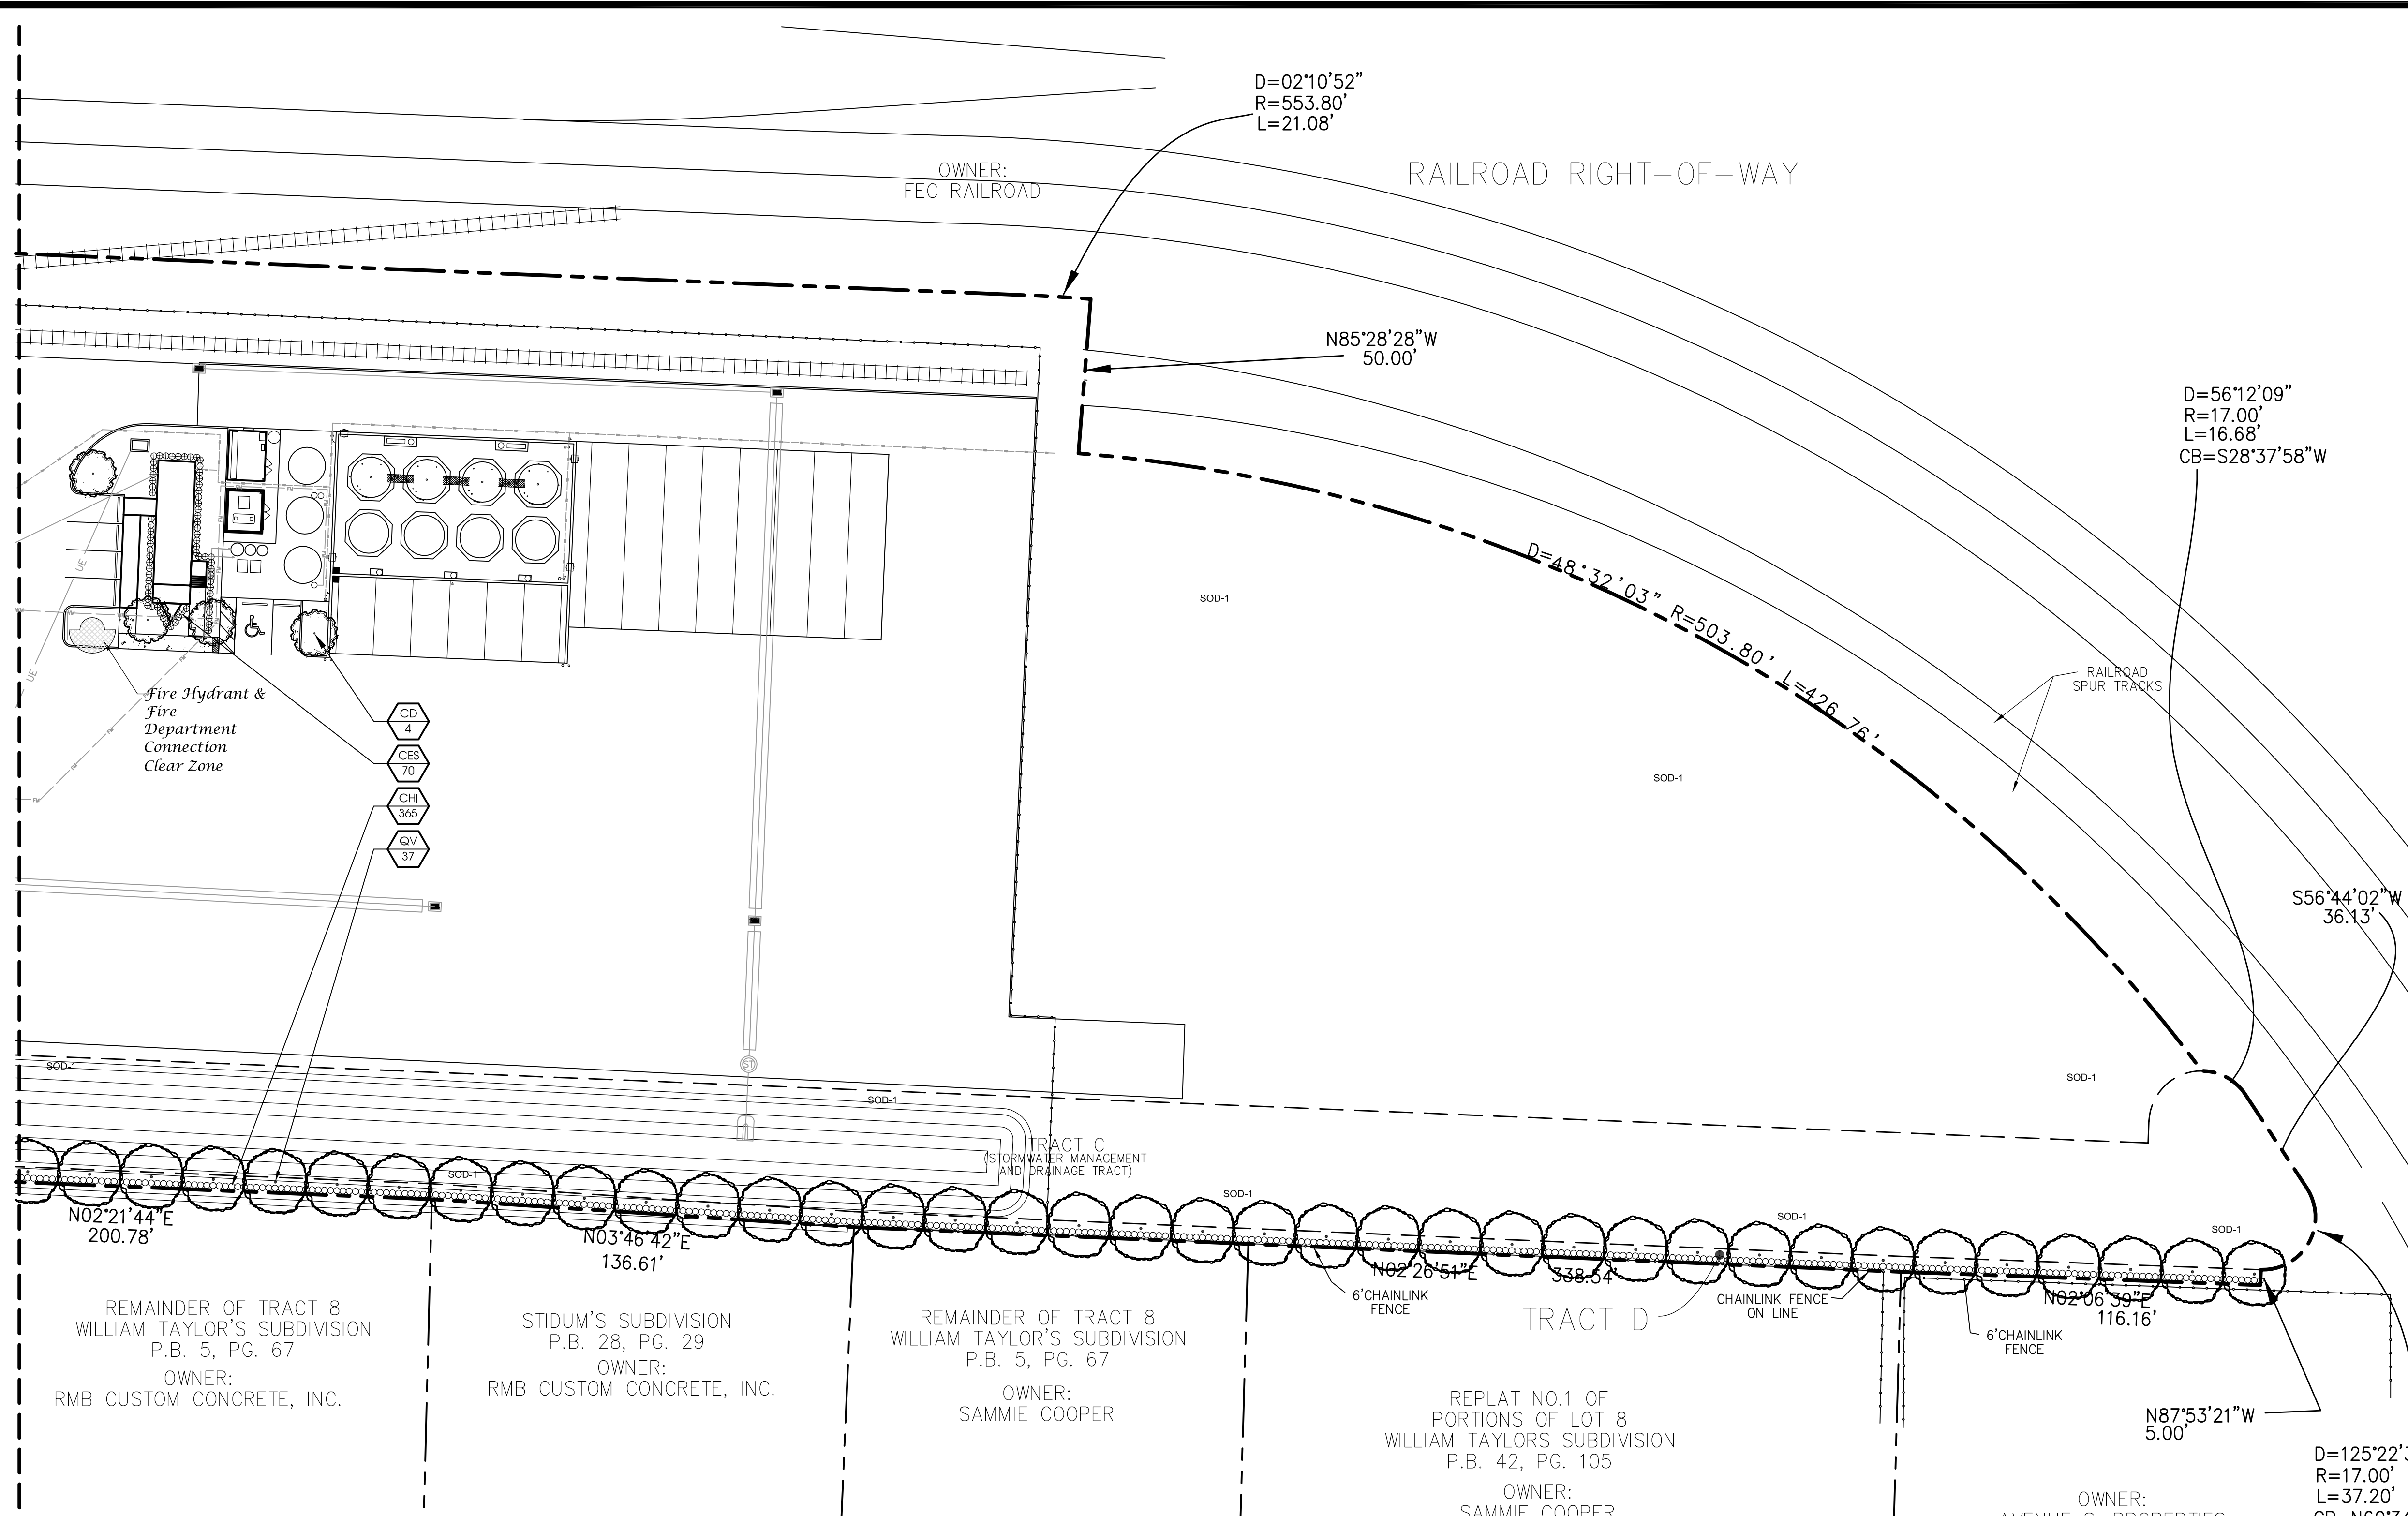 D=02°10'52"
R=553.80'
L=21.08'
OWNER:
FEC RAILROAD
RAILROAD RIGHT-OF-WAY
N85°28'28"W
50.00'
D=56°12'09"
R=17.00'
L=16.68'
CB=S28°37'58"W
D=48°32'03" R=503.80' L=426.76'
SOD-1
RAILROAD
SPUR TRACKS
SOD-1
UE
UE
Fire Hydrant &
Fire
Department
Connection
Clear Zone
CD
4
CES
70
CHI
365
QV
37
S56°44'02"W
36.13'
ST
SOD-1
SOD-1
SOD-1
TRACT C
(STORMWATER MANAGEMENT
AND DRAINAGE TRACT)
SOD-1
SOD-1
SOD-1
SOD-1
N02°21'44"E
200.78'
N03°46'42"E
136.61'
N02°26'51"E
338.54'
N02°06'39"E
116.16'
6'CHAINLINK
FENCE
TRACT D
CHAINLINK FENCE
ON LINE
6'CHAINLINK
FENCE
REMAINDER OF TRACT 8
WILLIAM TAYLOR'S SUBDIVISION
P.B. 5, PG. 67
OWNER:
RMB CUSTOM CONCRETE, INC.
STIDUM'S SUBDIVISION
P.B. 28, PG. 29
OWNER:
RMB CUSTOM CONCRETE, INC.
REMAINDER OF TRACT 8
WILLIAM TAYLOR'S SUBDIVISION
P.B. 5, PG. 67
OWNER:
SAMMIE COOPER
REPLAT NO.1 OF
PORTIONS OF LOT 8
WILLIAM TAYLORS SUBDIVISION
P.B. 42, PG. 105
OWNER:
SAMMIE COOPER
N87°53'21"W
5.00'
D=125°22'3
R=17.00'
L=37.20'
OWNER: